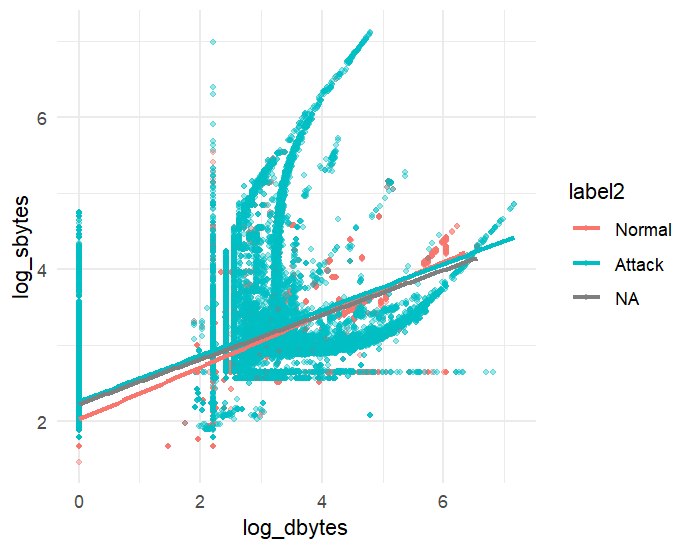 6
4
2
0
2
4
6
log_dbytes
log_sbytes
label2
Normal
Attack
NA